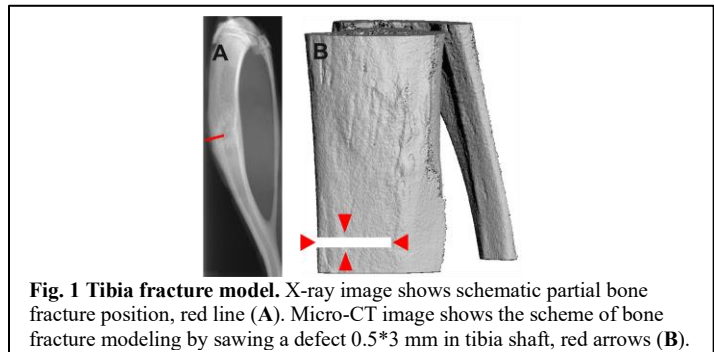 A B
Fig. 1 Tibia fracture model. X-ray image shows schematic partial bone
fracture position, red line (A). Micro-CT image shows the scheme of bone
fracture modeling by sawing a defect 0.5*3 mm in tibia shaft, red arrows (B).